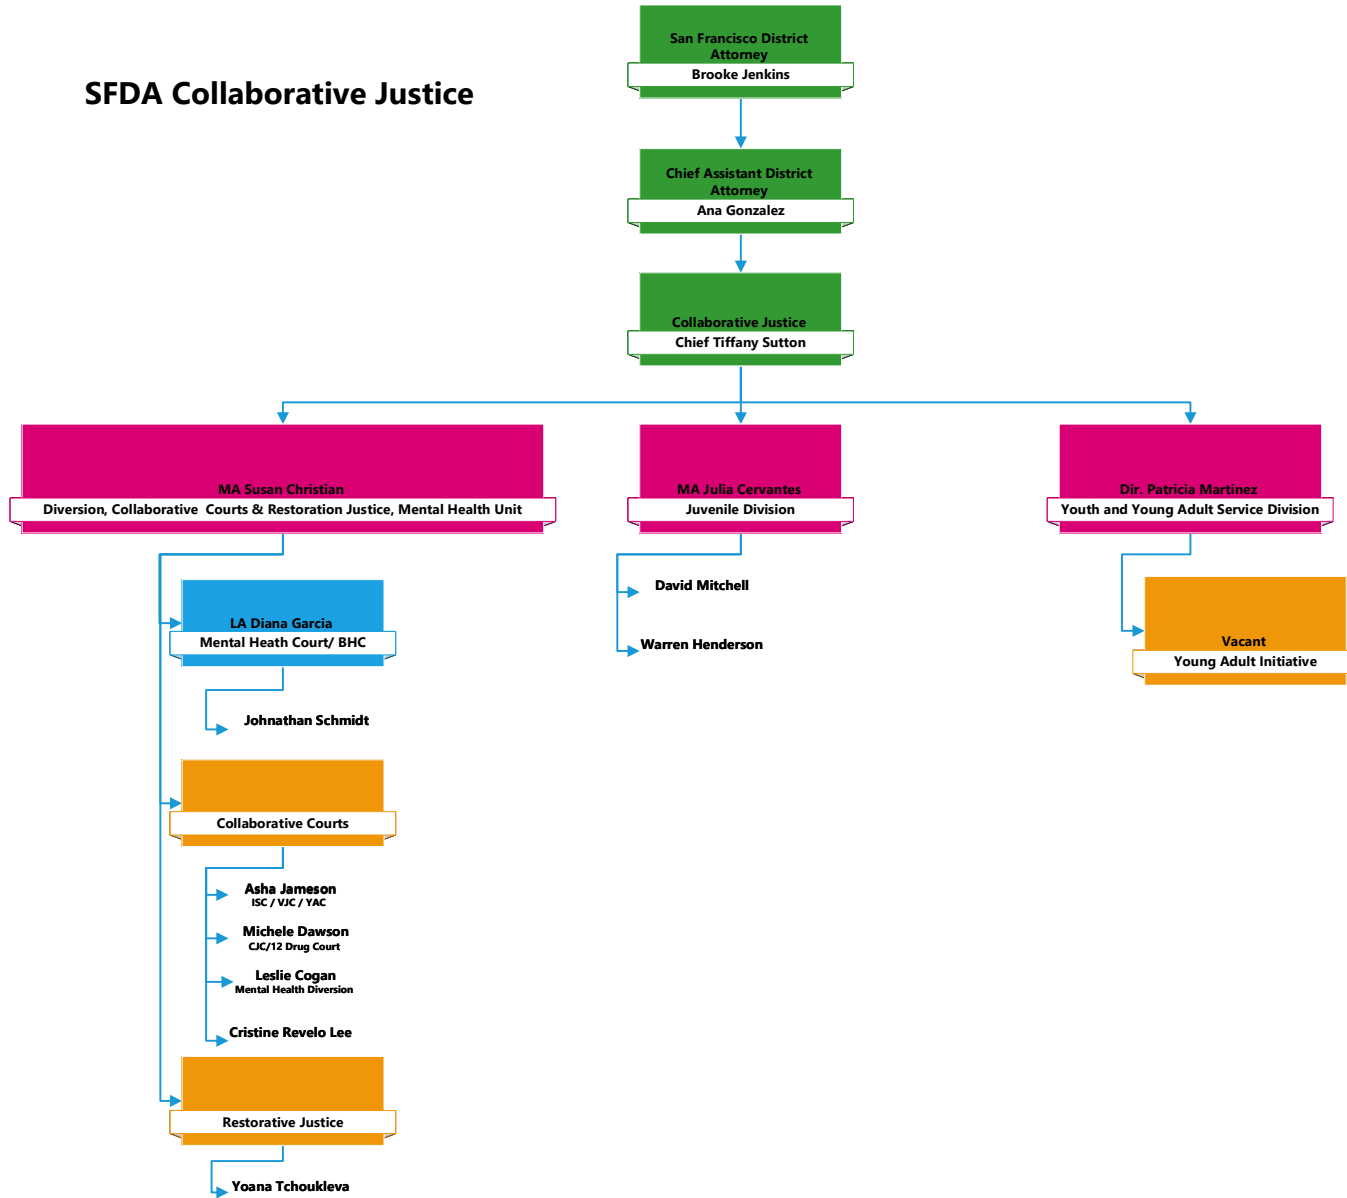 San Francisco District
Attorney
Brooke Jenkins
SFDA Collaborative Justice
Chief Assistant District
Attorney
Ana Gonzalez
Collaborative Justice
Chief Tiffany Sutton
MA Susan Christian
Diversion, Collaborative  Courts & Restoration Justice, Mental Health Unit
MA Julia Cervantes
Juvenile Division
Dir. Patricia Martinez
Youth and Young Adult Service Division
LA Diana Garcia
Mental Heath Court/ BHC
Johnathan Schmidt
David Mitchell
Warren Henderson
Vacant
Young Adult Initiative
Collaborative Courts
Asha Jameson
ISC / VJC / YAC
Michele Dawson
CJC/12 Drug Court
Leslie Cogan
Mental Health Diversion
Cristine Revelo Lee
Restorative Justice
Yoana Tchoukleva